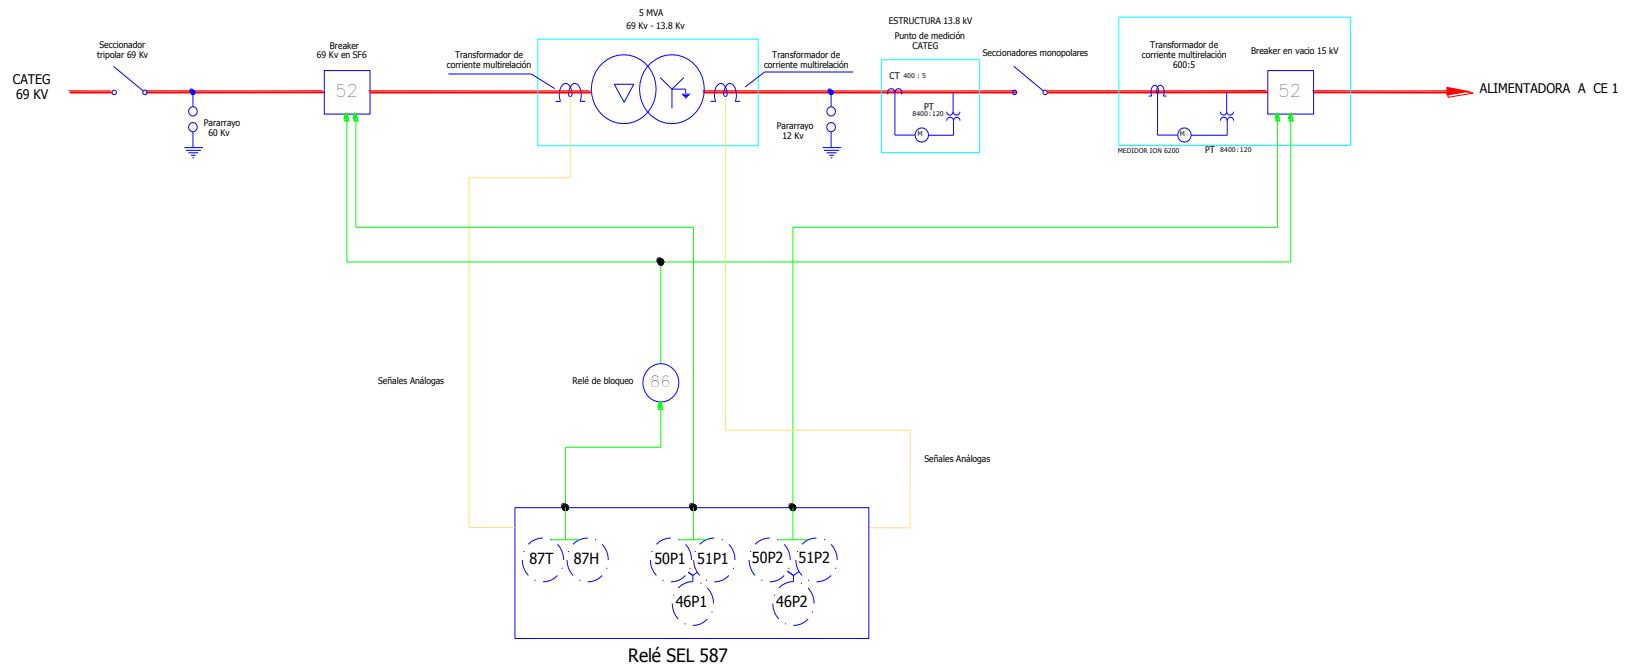 5 MVA
69 Kv - 13.8 Kv
ESTRUCTURA 13.8 kV
Punto de medición
CATEG
Seccionador
tripolar 69 Kv
Breaker
69 Kv en SF6
Transformador de
corriente multirelación
Transformador de
corriente multirelación
Seccionadores monopolares
Transformador de
corriente multirelación
600:5
Breaker en vacio 15 kV
CATEG
69 KV
52
CT 400 : 5
PT
8400:120
M
M
52
ALIMENTADORA A CE 1
Pararrayo
60 Kv
Pararrayo
12 Kv
MEDIDOR ION 6200
PT 8400:120
Señales Análogas
Relé de bloqueo
86
Señales Análogas
87T
87H
50P1
51P1
50P2
51P2
46P1
46P2
Relé SEL 587